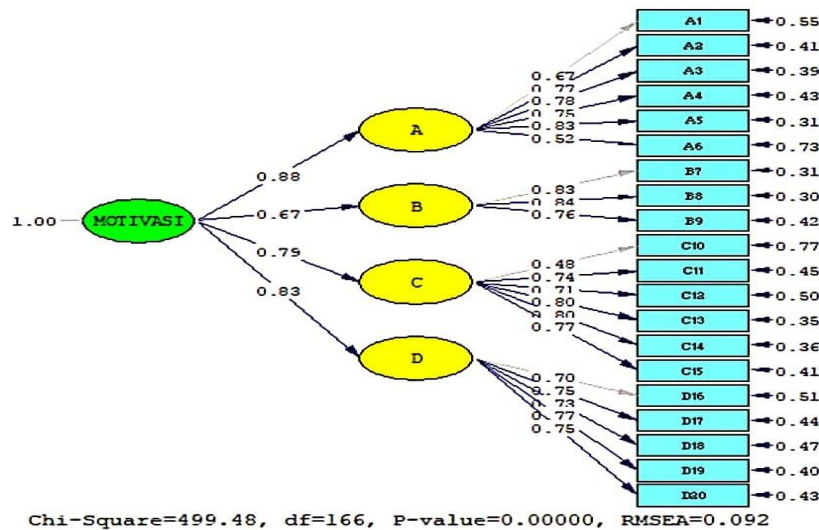 A1 0.55
0.67 A2 0.41
0.77 A3 0.39
0.78 A4 0.43
A 0.75 A5 0.31
0.83 A6 0.73
0.52
0.88 B7 0.31
0.83 B8 0.30
B 0.84 B9 0.42
0.76
1.00 MOTIVASI 0.67
C10 0.77
0.79 0.48 C11 0.45
C 0.74 C12 0.50
0.71 C13 0.35
0.83 0.80 C14 0.36
0.80 C15 0.41
0.77
D D16 0.51
0.70 D17 0.44
0.75 D18 0.47
0.73 D19 0.40
0.77 D20 0.43
0.75
Chi-Square=499.48, df=166, P-value=0.00000, RMSEA=0.092